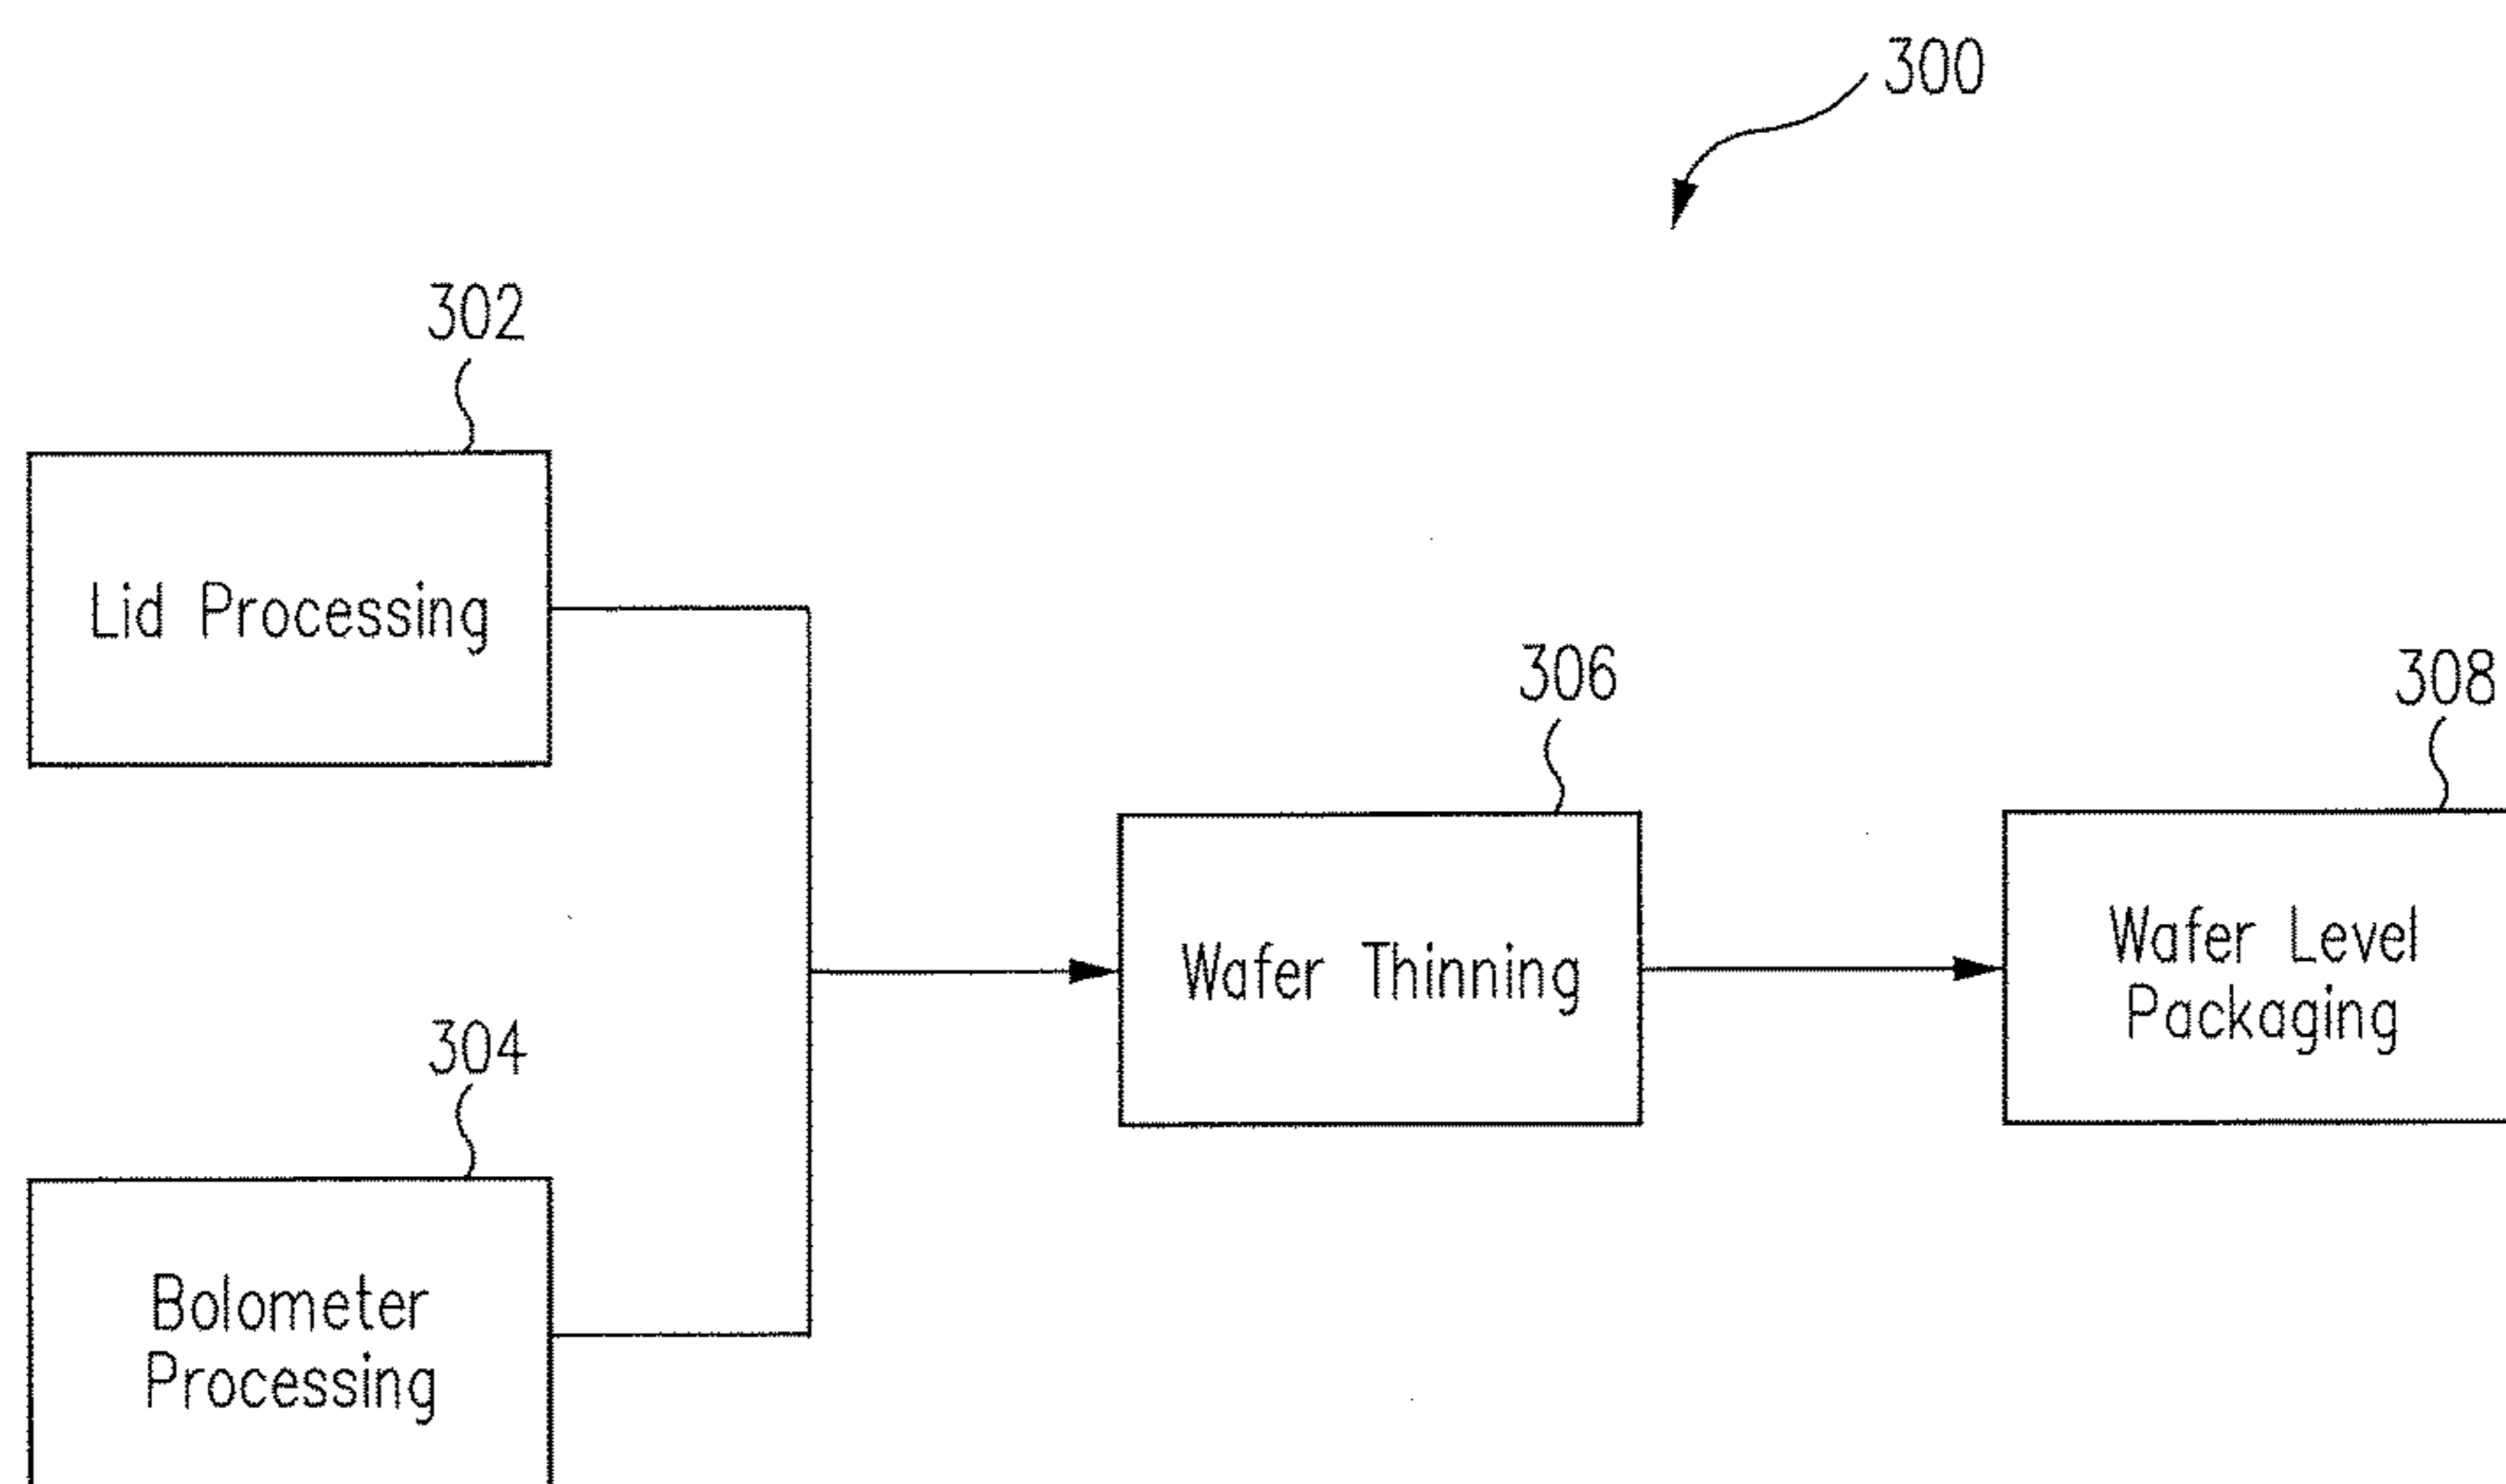 300
302
Lid Processing
306
308
Wafer Thinning
Wafer Level
Packaging
304
Bolometer
Processing